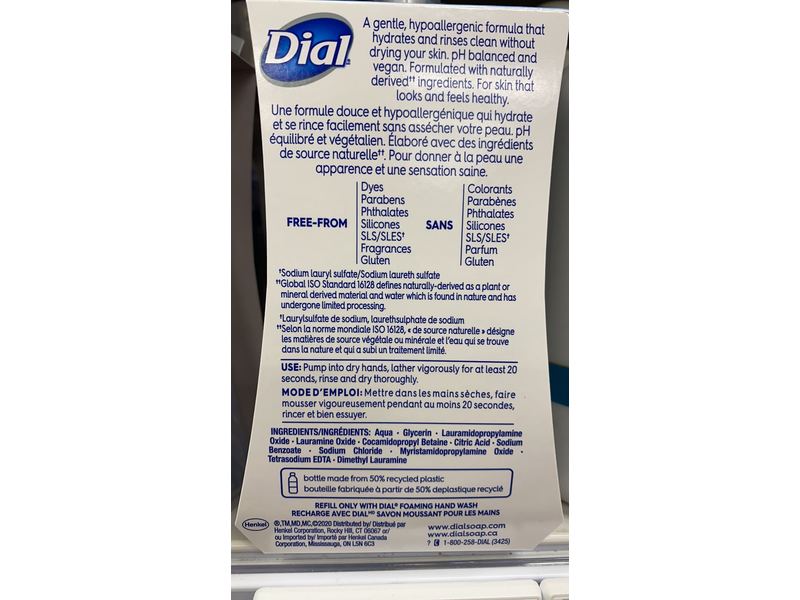 Dial
A gentle, hypoallergenic formula that
hydrates and rinses clean without
drying your skin. pH balanced and
vegan. Formulated with naturally
derived†† ingredients. For skin that
looks and feels healthy.
Une formule douce et hypoallergénique qui hydrate
et se rince facilement sans assécher votre peau. pH
équilibré et végétalien. Élaboré avec des ingrédients
de source naturelle††. Pour donner à la peau une
apparence et une sensation saine.
FREE-FROM
Dyes
Parabens
Phthalates
Silicones
SLS/SLES†
Fragrances
Gluten
SANS
Colorants
Parabènes
Phthalates
Silicones
SLS/SLES†
Parfum
Gluten
†Sodium lauryl sulfate/Sodium laureth sulfate
††Global ISO Standard 16128 defines naturally-derived as a plant or
mineral derived material and water which is found in nature and has
undergone limited processing.
†Laurylsulfate de sodium, laurethsulphate de sodium
††Selon la norme mondiale ISO 16128, « de source naturelle » désigne
les matières de source végétale ou minérale et l'eau qui se trouve
dans la nature et qui a subi un traitement limité.
USE: Pump into dry hands, lather vigorously for at least 20
seconds, rinse and dry thoroughly.
MODE D'EMPLOI: Mettre dans les mains sèches, faire
mousser vigoureusement pendant au moins 20 secondes,
rincer et bien essuyer.
INGREDIENTS/INGRÉDIENTS: Aqua · Glycerin · Lauramidopropylamine
Oxide · Lauramine Oxide · Cocamidopropyl Betaine · Citric Acid · Sodium
Benzoate · Sodium Chloride · Myristamidopropylamine Oxide ·
Tetrasodium EDTA · Dimethyl Lauramine
bottle made from 50% recycled plastic
bouteille fabriquée à partir de 50% deplastique recyclé
REFILL ONLY WITH DIAL® FOAMING HAND WASH
RECHARGE AVEC DIALMD SAVON MOUSSANT POUR LES MAINS
Henkel
®,TM,MD,MC,©2020 Distributed by/ Distribué par
Henkel Corporation, Rocky Hill, CT 06067 or/
ou Imported by/ Importé par Henkel Canada
Corporation, Mississauga, ON L5N 6C3
www.dialsoap.com
www.dialsoap.ca
? 1-800-258-DIAL (3425)